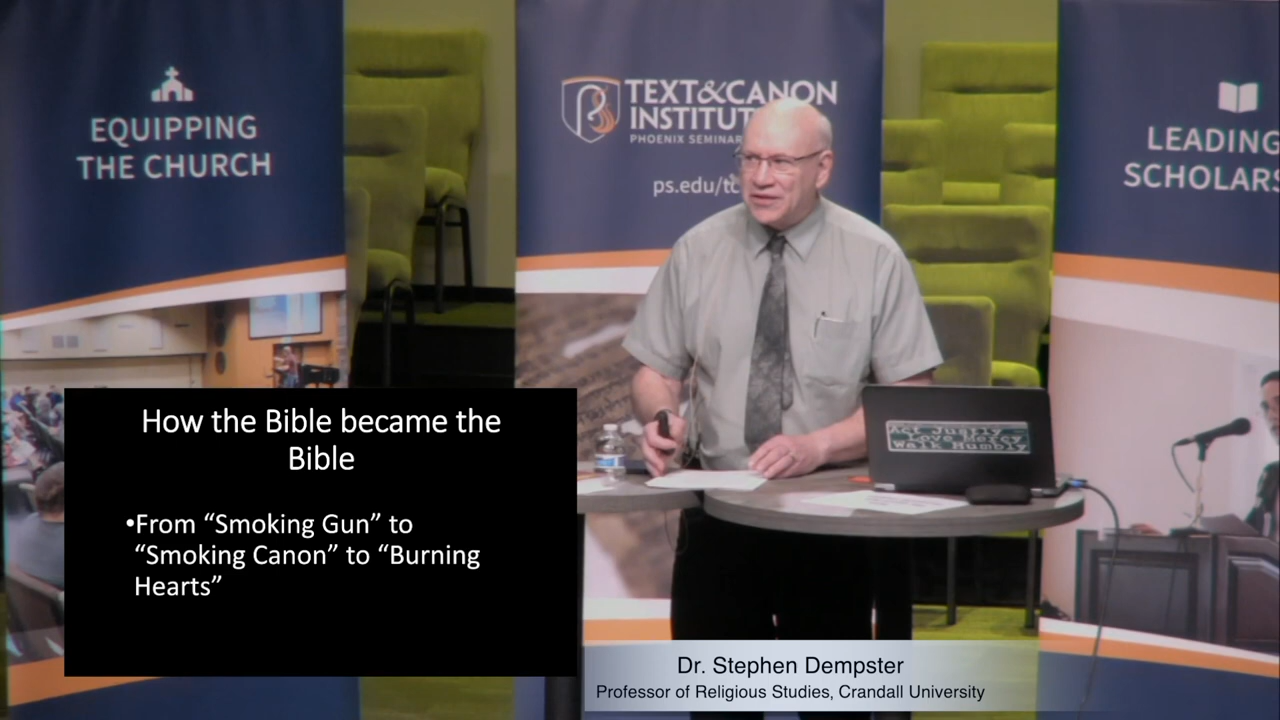 EQUIPPING
THE CHURCH
TEXT&CANON
INSTITUT
PHOENIX SEMINAR
ps.edu/tc
LEADING
SCHOLARS
How the Bible became the
Bible
•From “Smoking Gun” to
“Smoking Canon” to “Burning
Hearts”
Act Justly
Love Mercy
Walk Humbly
Dr. Stephen Dempster
Professor of Religious Studies, Crandall University